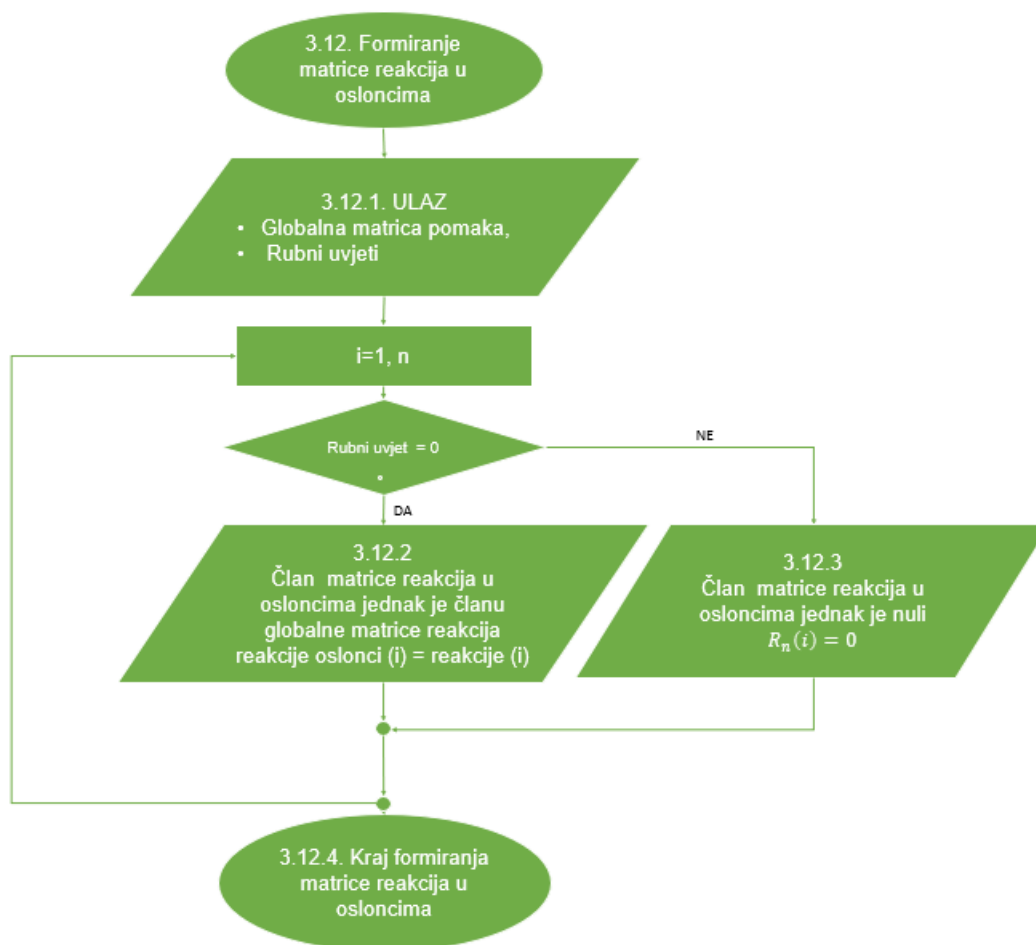 3.12. Formiranje
matrice reakcija u
osloncima
3.12.1. ULAZ
• Globalna matrica pomaka,
• Rubni uvjeti
i=1, n
Rubni uvjet = 0
•
NE
DA
3.12.2
Član matrice reakcija u
osloncima jednak je članu
globalne matrice reakcija
reakcije oslonci (i) = reakcije (i)
3.12.3
Član matrice reakcija u
osloncima jednak je nuli
$R_n(i) = 0$
3.12.4. Kraj formiranja
matrice reakcija u
osloncima